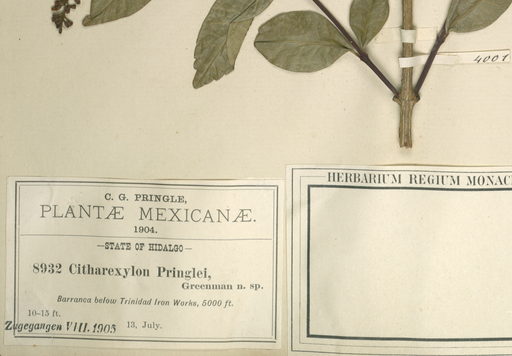 4001
HERBARIUM REGIUM MONAC
C. G. PRINGLE,
PLANTÆ MEXICANÆ.
1904.
—STATE OF HIDALGO—
8932 Citharexylon Pringlei,
Greenman n. sp.
Barranca below Trinidad Iron Works, 5000 ft.
10-15 ft.
Zugegangen VIII. 1905 13, July.